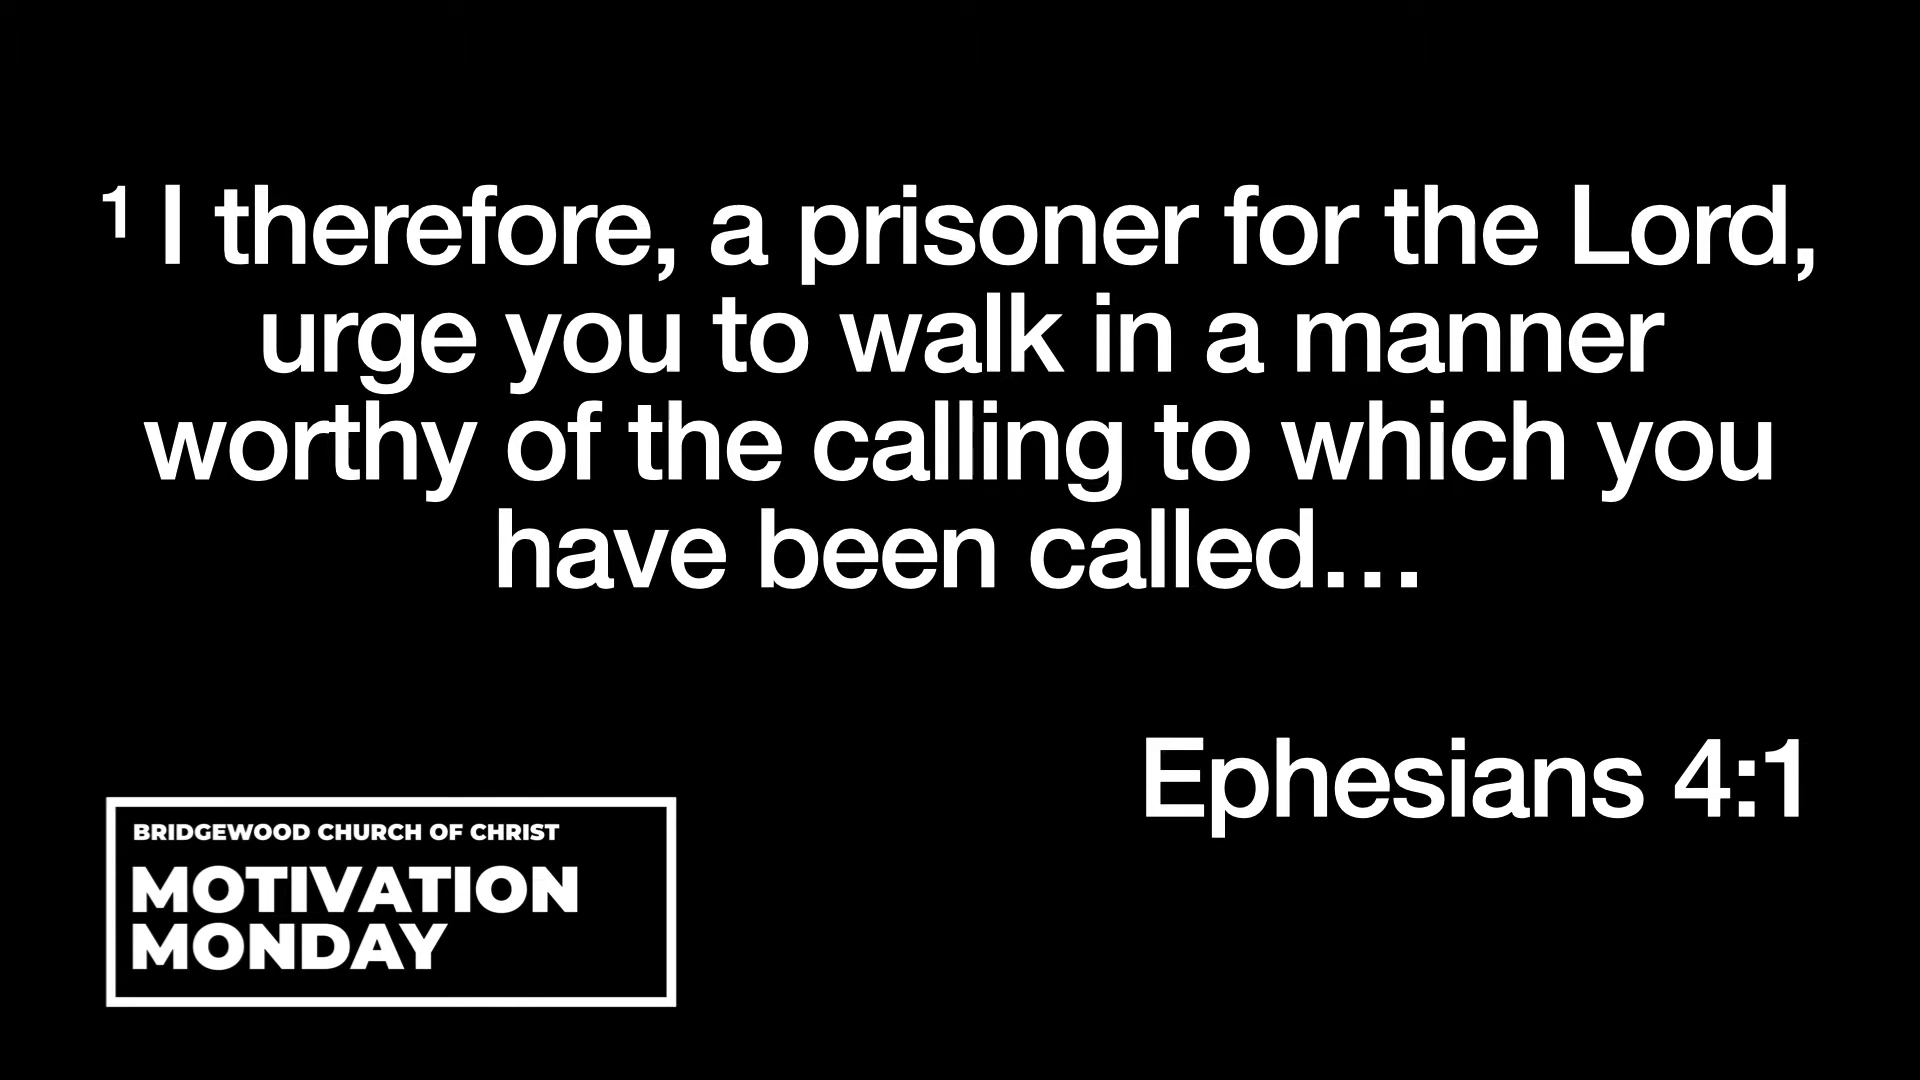 ¹ I therefore, a prisoner for the Lord,
urge you to walk in a manner
worthy of the calling to which you
have been called…
Ephesians 4:1
BRIDGEWOOD CHURCH OF CHRIST
MOTIVATION
MONDAY